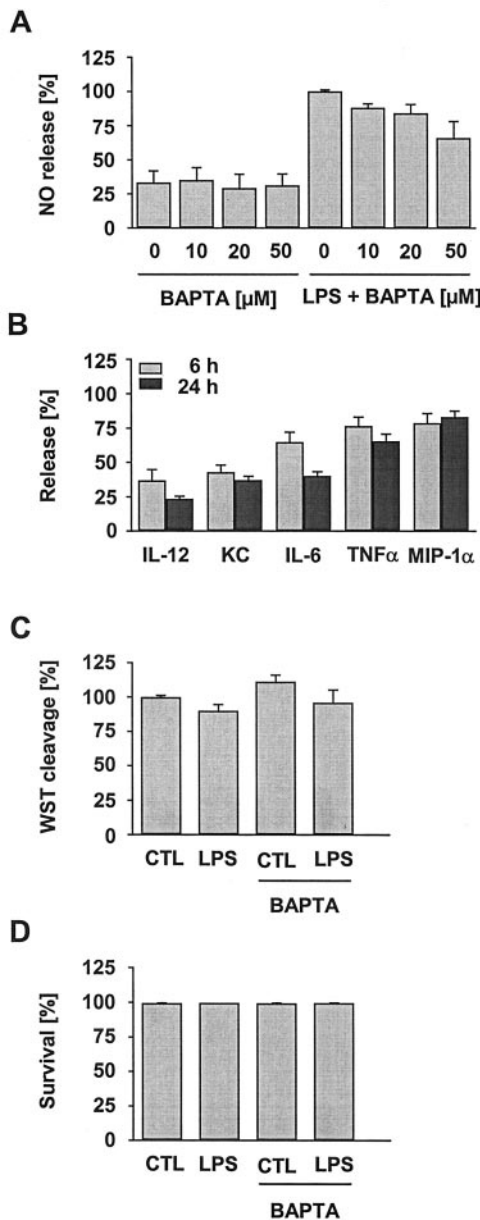 A
NO release [%]
125
100
75
50
25
0
0 10 20 50 0 10 20 50
BAPTA [µM] LPS + BAPTA [µM]
B
Release [%]
125
100
75
50
25
0
6 h
24 h
IL-12 KC IL-6 TNFα MIP-1α
C
WST cleavage [%]
125
100
75
50
25
0
CTL LPS CTL LPS
BAPTA
D
Survival [%]
125
100
75
50
25
0
CTL LPS CTL LPS
BAPTA